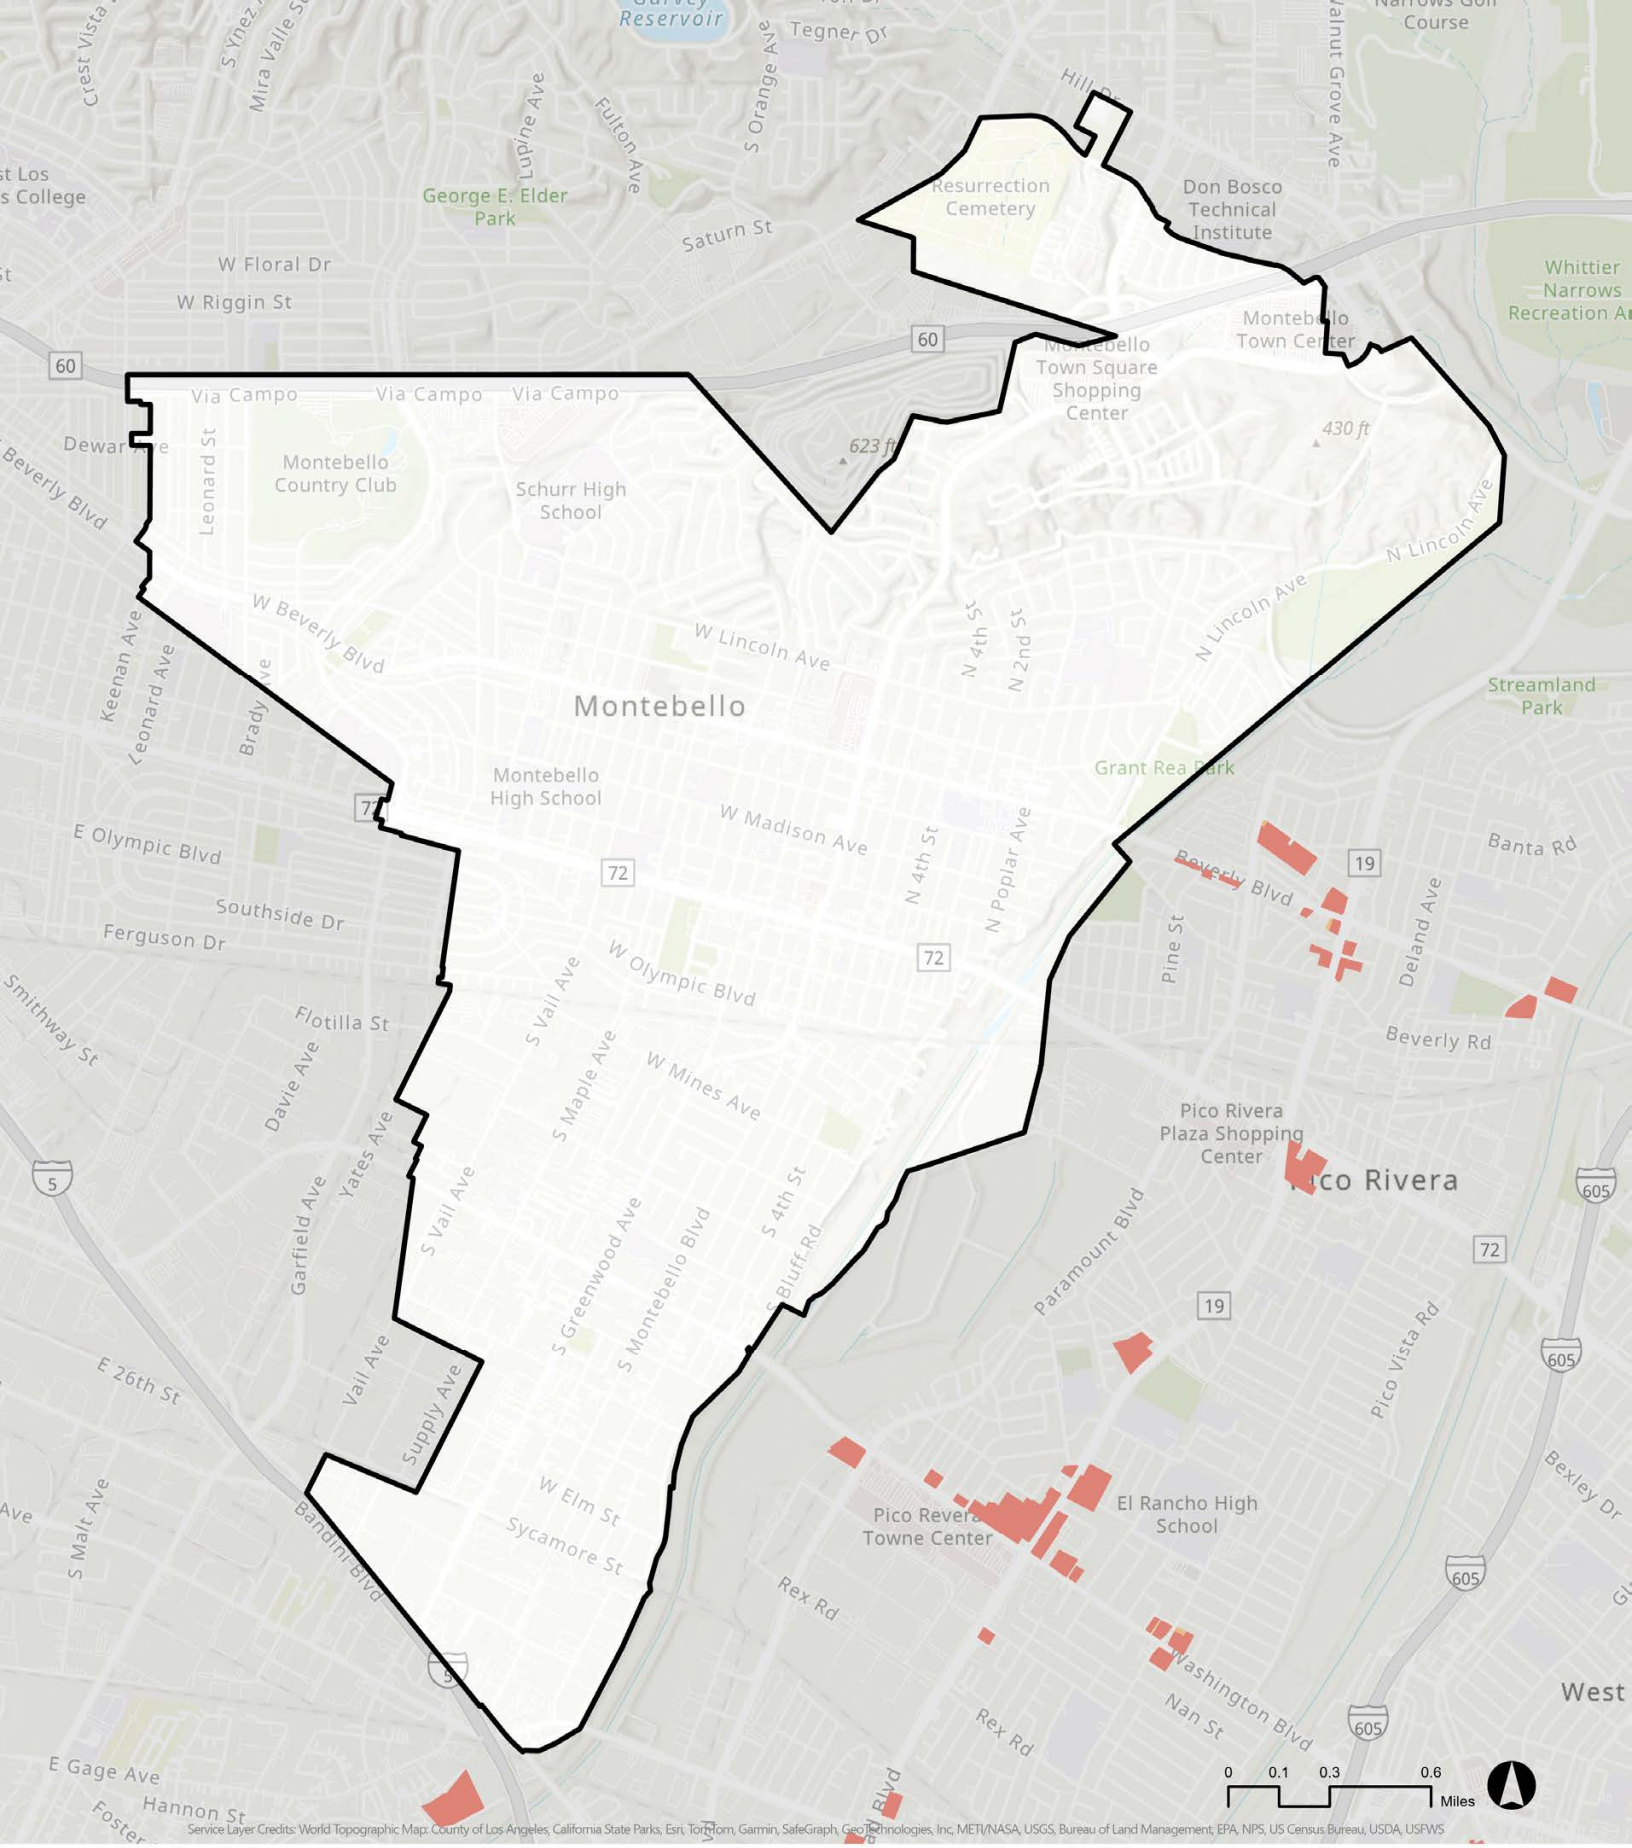 Garvey
Reservoir
Tegner Dr
Narrows Golf
Course
Crest Vista
S Ynez
Mira Valle St
S Orange Ave
Hill Dr
Walnut Grove Ave
Lupine Ave
Fulton Ave
st Los
s College
George E. Elder
Park
Resurrection
Cemetery
Don Bosco
Technical
Institute
Saturn St
W Floral Dr
W Riggin St
Whittier
Narrows
Recreation Ar
60
60
Montebello
Town Center
Montebello
Town Square
Shopping
Center
Via Campo
Via Campo
Via Campo
Dewar Ave
Beverly Blvd
Leonard St
Montebello
Country Club
Schurr High
School
623 ft
430 ft
N Lincoln Ave
W Beverly Blvd
W Lincoln Ave
N 4th St
N 2nd St
N Lincoln Ave
Keenan Ave
Leonard Ave
Brady Ave
Montebello
Streamland
Park
Grant Rea Park
Montebello
High School
72
W Madison Ave
N 4th St
N Poplar Ave
E Olympic Blvd
72
Beverly Blvd
19
Banta Rd
Southside Dr
Ferguson Dr
W Olympic Blvd
S Vail Ave
72
Pine St
Deland Ave
Smithway St
Flotilla St
Davie Ave
Beverly Rd
W Mines Ave
S Maple Ave
Yates Ave
Pico Rivera
Plaza Shopping
Center
Pico Rivera
5
605
Garfield Ave
S Vail Ave
S 4th St
S Greenwood Ave
S Montebello Blvd
S Bluff Rd
Paramount Blvd
72
19
605
Pico Vista Rd
E 26th St
Vail Ave
Supply Ave
Bexley Dr
S Malt Ave
Ave
Bandini Blvd
W Elm St
Sycamore St
Pico Revera
Towne Center
El Rancho High
School
605
Rex Rd
5
Washington Blvd
Nan St
Rex Rd
West
605
E Gage Ave
Hannon St
Foster
0 0.1 0.3 0.6
Miles
Service Layer Credits: World Topographic Map: County of Los Angeles, California State Parks, Esri, TomTom, Garmin, SafeGraph, GeoTechnologies, Inc, METI/NASA, USGS, Bureau of Land Management, EPA, NPS, US Census Bureau, USDA, USFWS